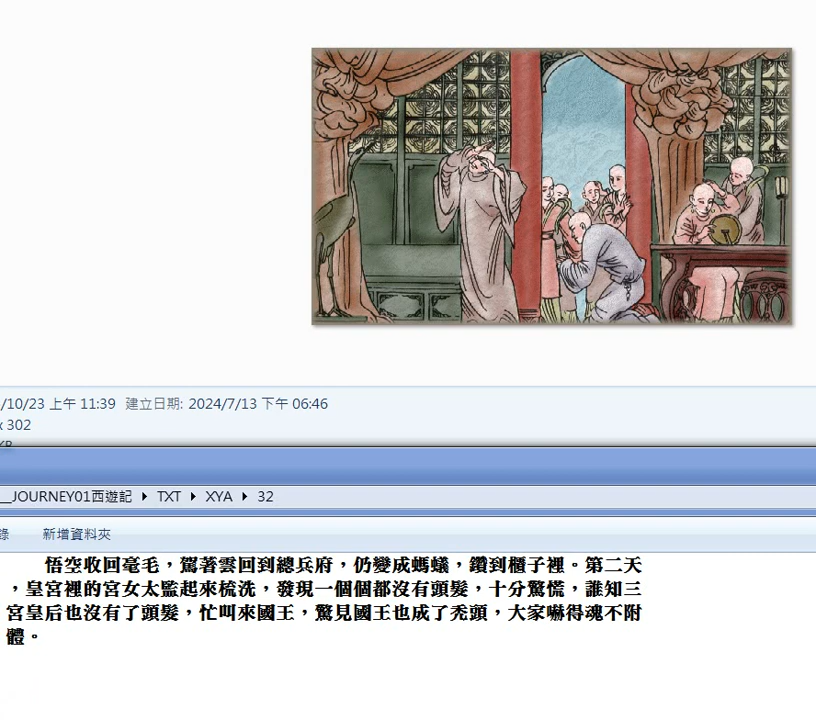 /10/23 上午 11:39 建立日期: 2024/7/13 下午 06:46
x 302
KB
__JOURNEY01西遊記 ▸ TXT ▸ XYA ▸ 32
錄 新增資料夾
悟空收回毫毛，駕著雲回到總兵府，仍變成螞蟻，鑽到櫃子裡。第二天
，皇宮裡的宮女太監起來梳洗，發現一個個都沒有頭髮，十分驚慌，誰知三
宮皇后也沒有了頭髮，忙叫來國王，驚見國王也成了禿頭，大家嚇得魂不附
體。